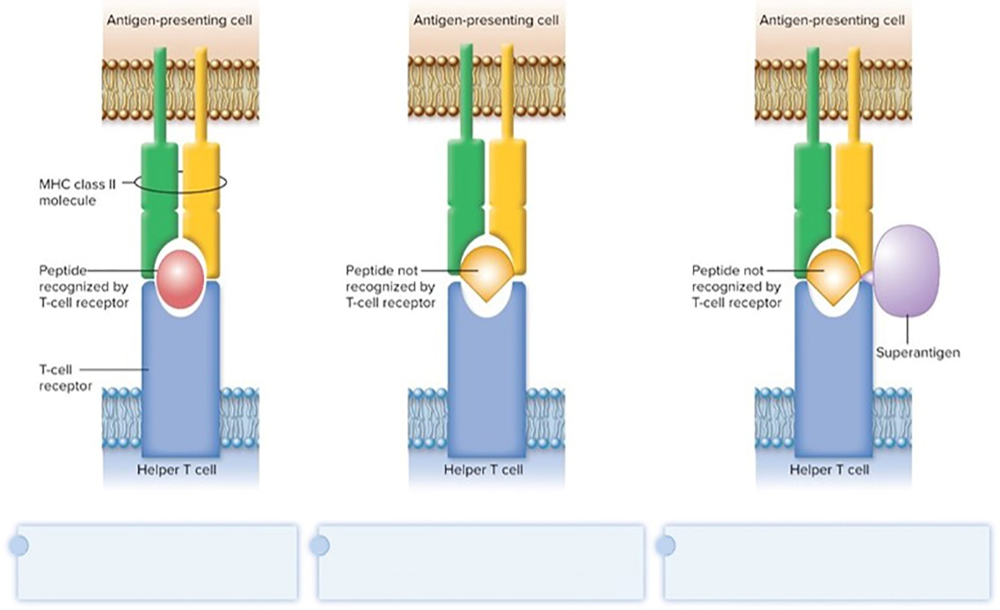 Antigen-presenting cell
MHC class II
molecule
Peptide
recognized by
T-cell receptor
T-cell
receptor
Helper T cell
Antigen-presenting cell
Peptide not
recognized by
T-cell receptor
Helper T cell
Antigen-presenting cell
Peptide not
recognized by
T-cell receptor
Superantigen
Helper T cell